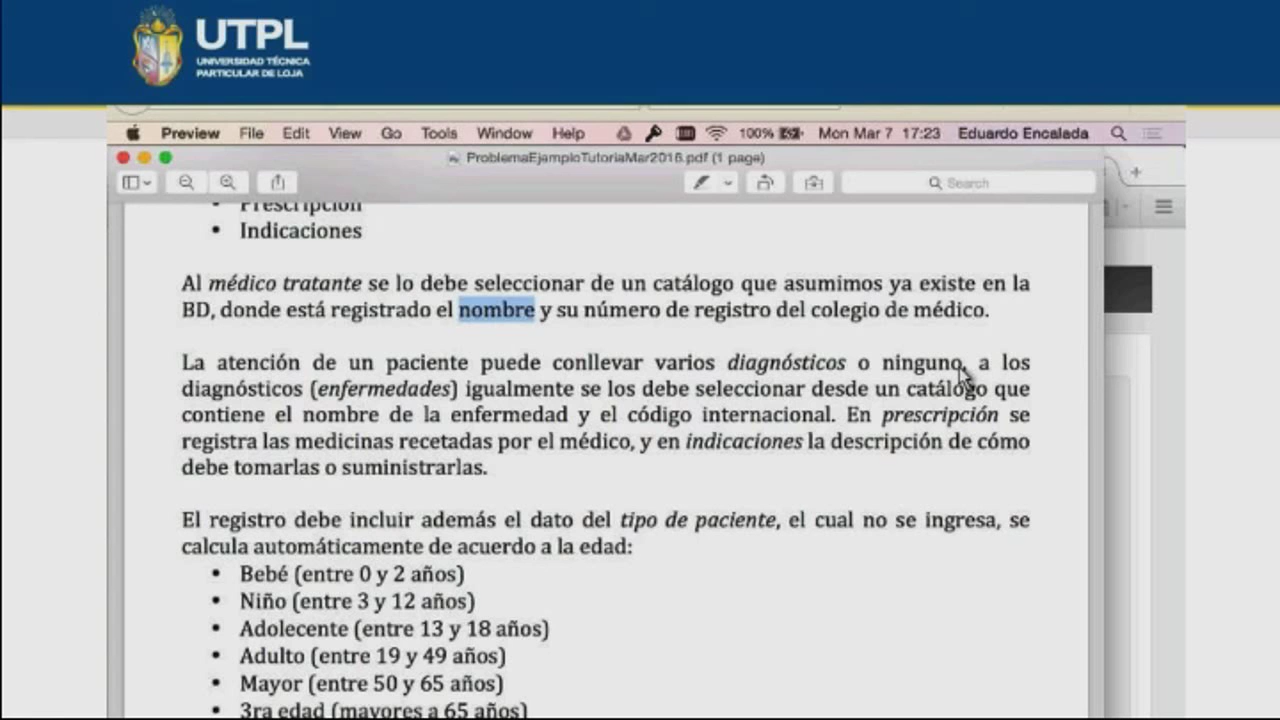 UTPL
UNIVERSIDAD TÉCNICA
PARTICULAR DE LOJA
Preview File Edit View Go Tools Window Help 100% Mon Mar 7 17:23 Eduardo Encalada
ProblemaEjemploTutoriaMar2016.pdf (1 page)
Search
• Prescripción
• Indicaciones
Al médico tratante se lo debe seleccionar de un catálogo que asumimos ya existe en la
BD, donde está registrado el nombre y su número de registro del colegio de médico.
La atención de un paciente puede conllevar varios diagnósticos o ninguno, a los
diagnósticos (enfermedades) igualmente se los debe seleccionar desde un catálogo que
contiene el nombre de la enfermedad y el código internacional. En prescripción se
registra las medicinas recetadas por el médico, y en indicaciones la descripción de cómo
debe tomarlas o suministrarlas.
El registro debe incluir además el dato del tipo de paciente, el cual no se ingresa, se
calcula automáticamente de acuerdo a la edad:
• Bebé (entre 0 y 2 años)
• Niño (entre 3 y 12 años)
• Adolecente (entre 13 y 18 años)
• Adulto (entre 19 y 49 años)
• Mayor (entre 50 y 65 años)
• 3ra edad (mayores a 65 años)